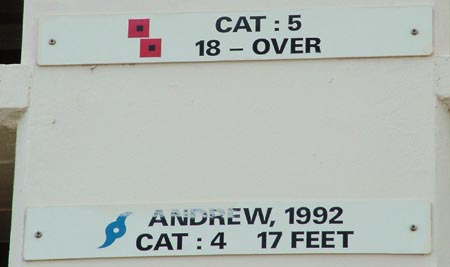 CAT : 5
18 – OVER
ANDREW, 1992
CAT : 4 17 FEET